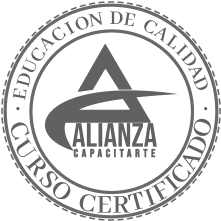 · EDUCACION DE CALIDAD ·
ALIANZA
CAPACITARTE
CURSO CERTIFICADO